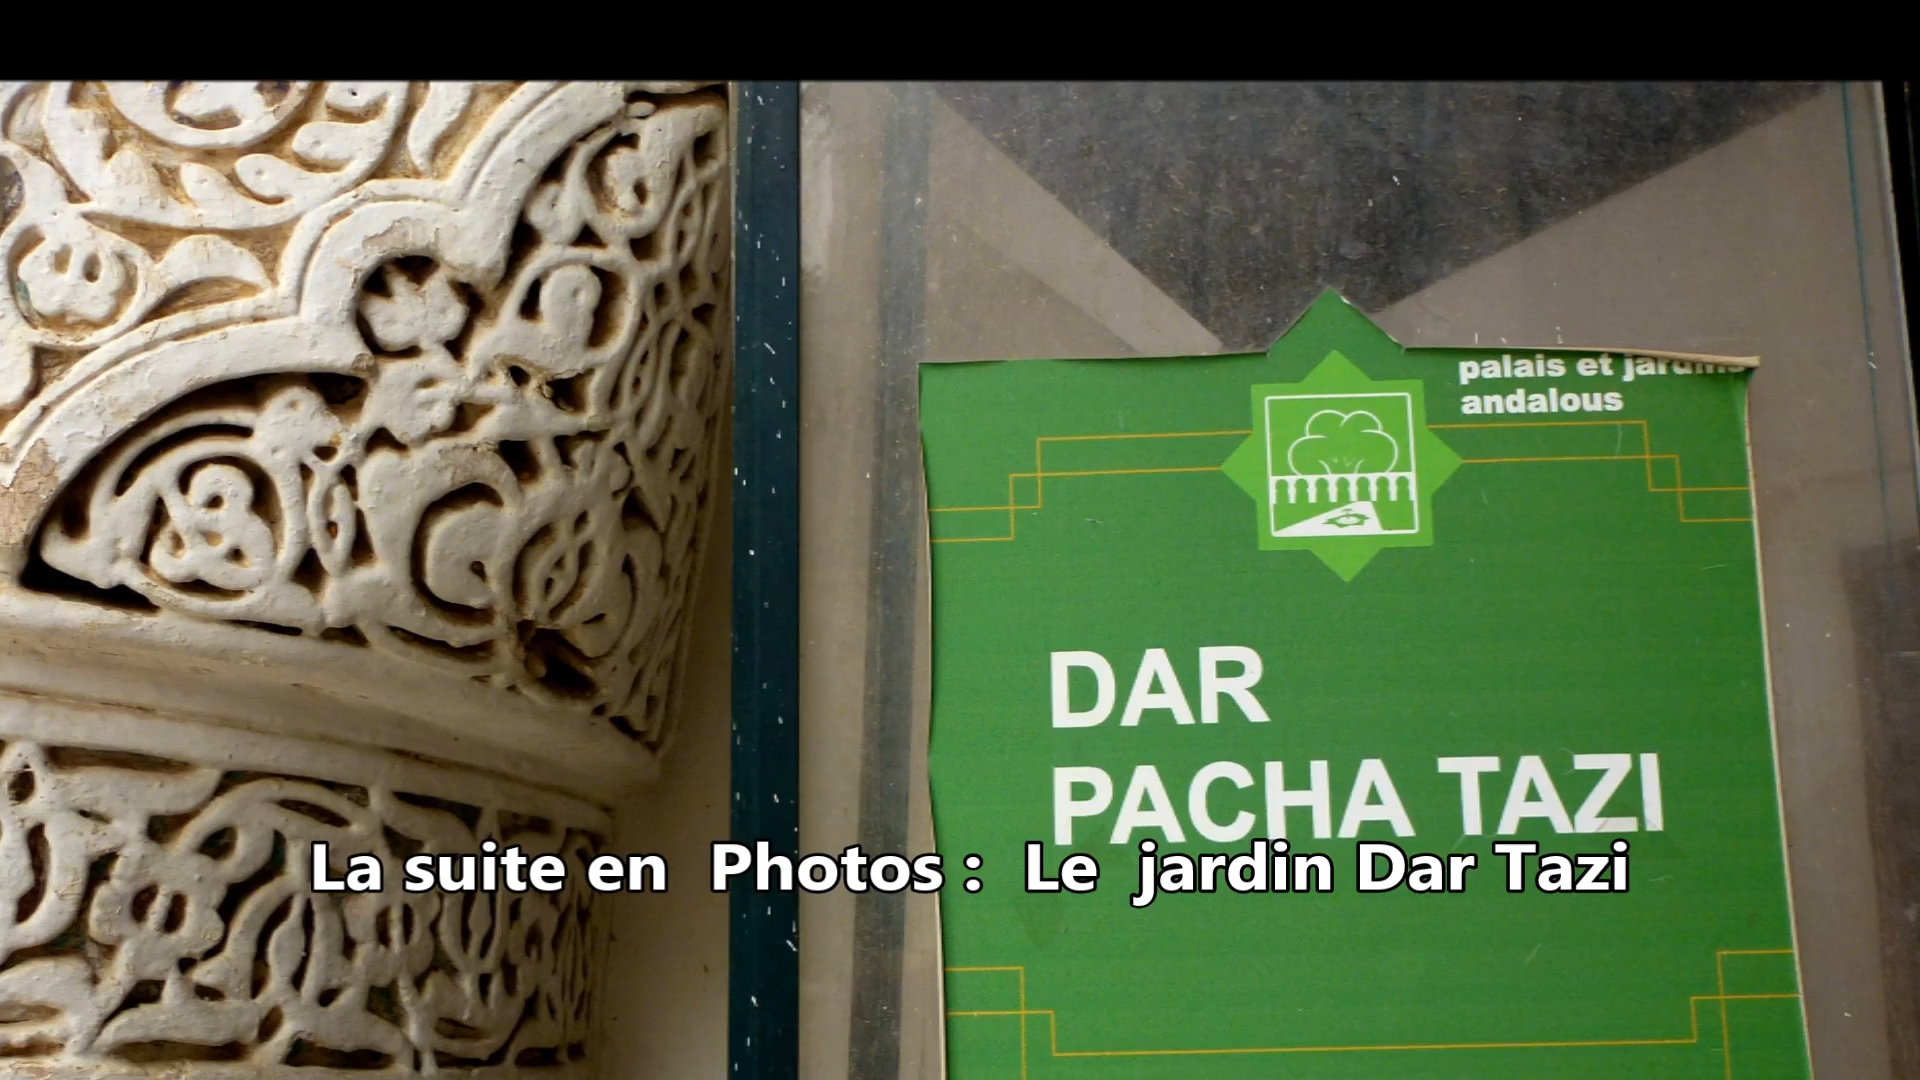 palais et jardins
andalous
DAR
PACHA TAZI
La suite en Photos : Le jardin Dar Tazi